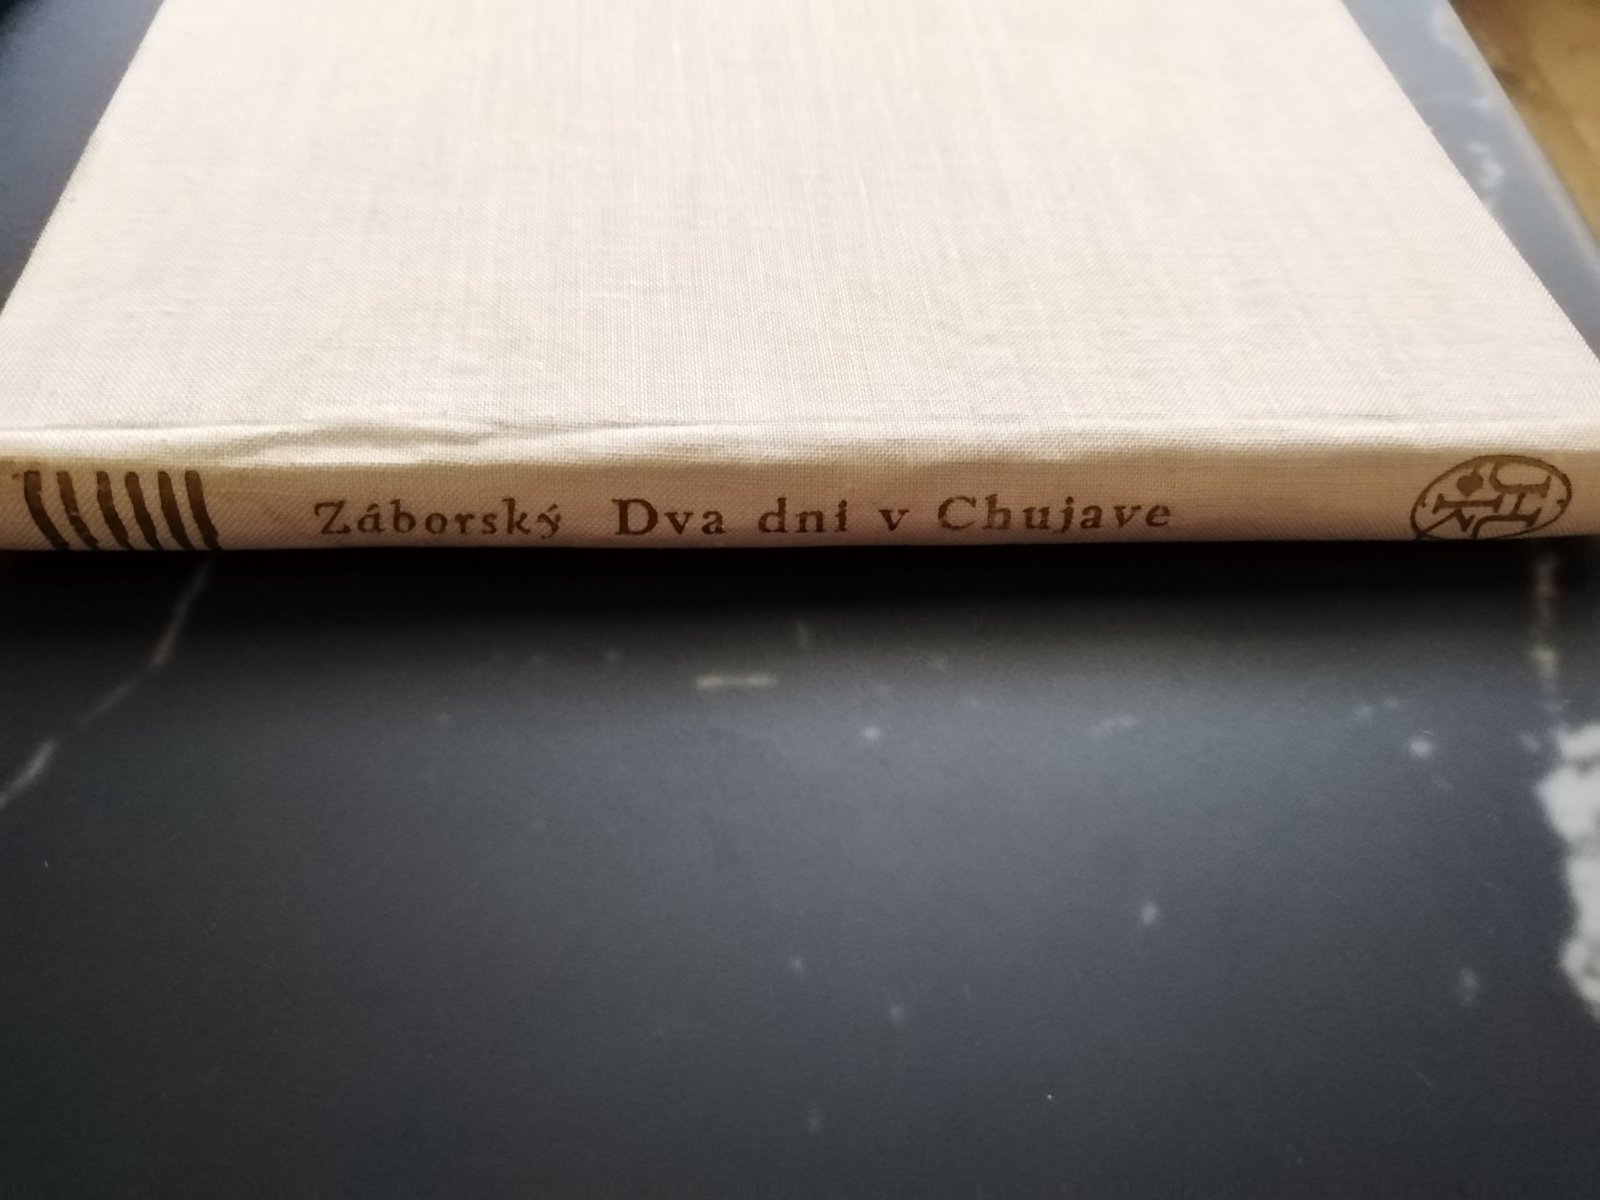 Záborský Dva dni v Chujave